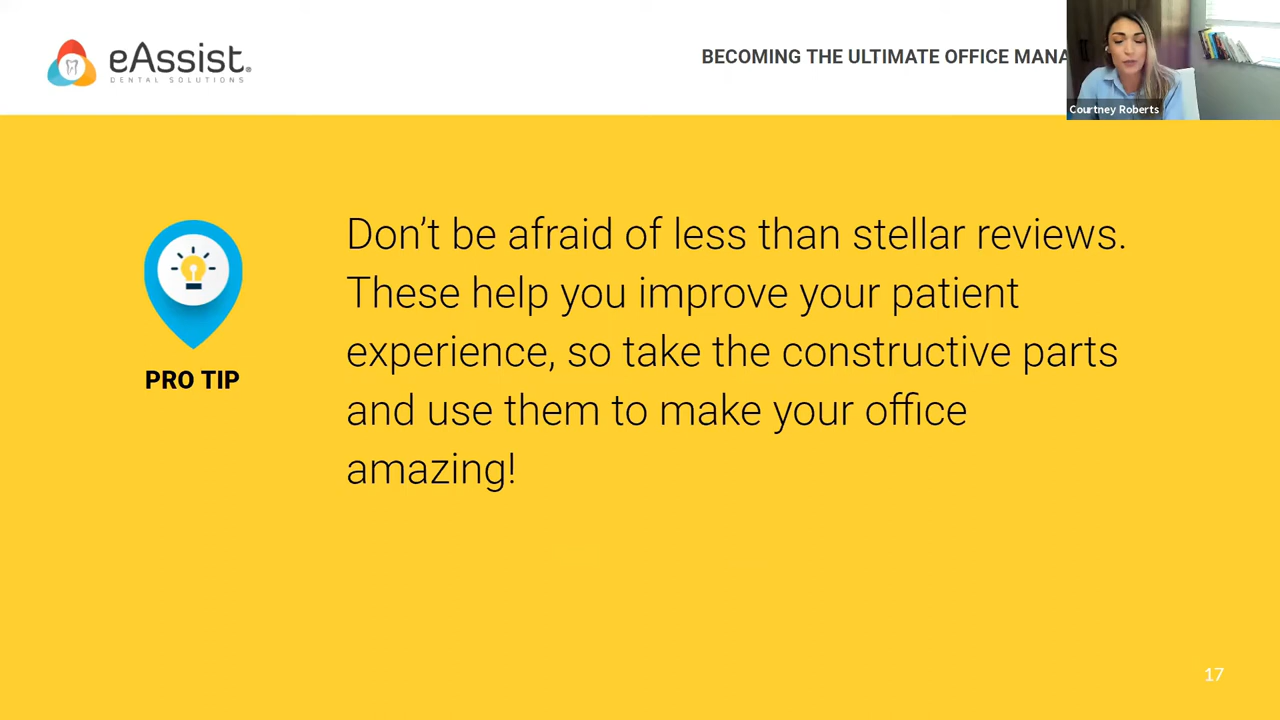 eAssist.
DENTAL SOLUTIONS
BECOMING THE ULTIMATE OFFICE MANA
Courtney Roberts
Don't be afraid of less than stellar reviews.
These help you improve your patient
experience, so take the constructive parts
and use them to make your office
amazing!
PRO TIP
17